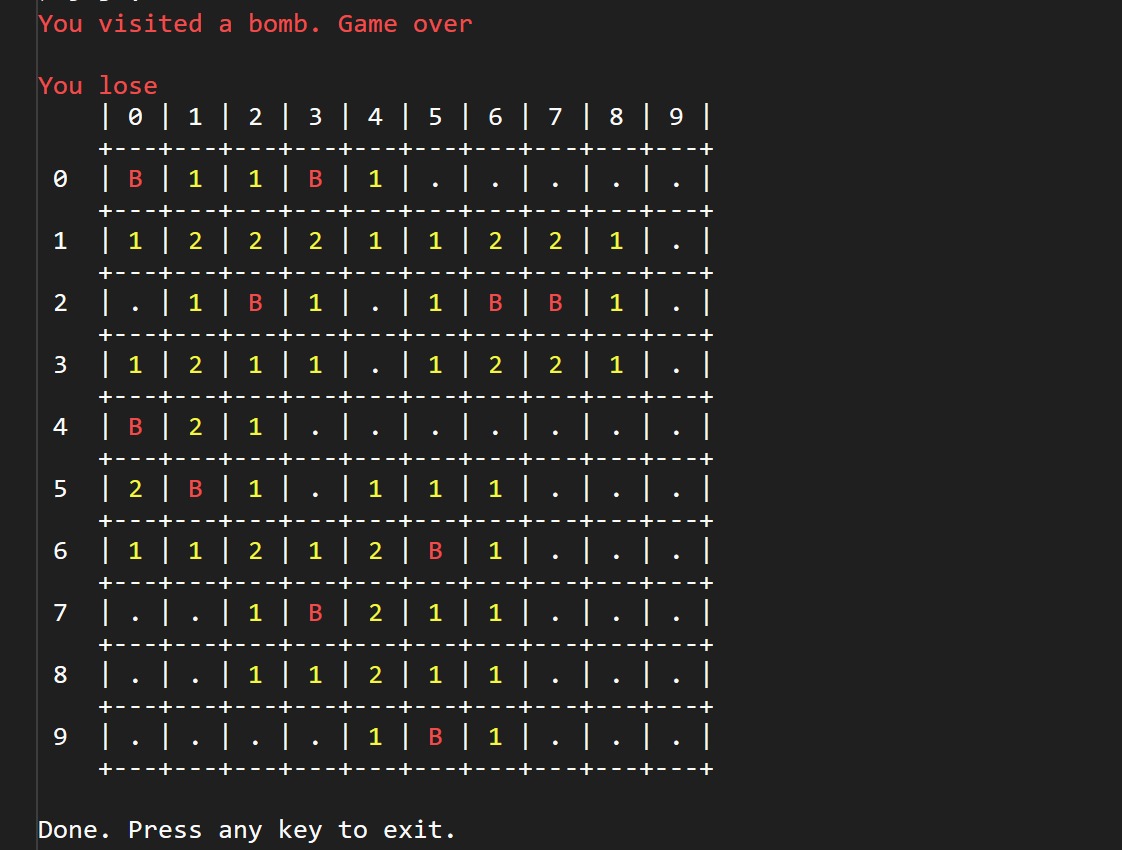 You visited a bomb. Game over
You lose
| 0 | 1 | 2 | 3 | 4 | 5 | 6 | 7 | 8 | 9 |
+---+---+---+---+---+---+---+---+---+---+
0 | B | 1 | 1 | B | 1 | . | . | . | . | . |
+---+---+---+---+---+---+---+---+---+---+
1 | 1 | 2 | 2 | 2 | 1 | 1 | 2 | 2 | 1 | . |
+---+---+---+---+---+---+---+---+---+---+
2 | . | 1 | B | 1 | . | 1 | B | B | 1 | . |
+---+---+---+---+---+---+---+---+---+---+
3 | 1 | 2 | 1 | 1 | . | 1 | 2 | 2 | 1 | . |
+---+---+---+---+---+---+---+---+---+---+
4 | B | 2 | 1 | . | . | . | . | . | . | . |
+---+---+---+---+---+---+---+---+---+---+
5 | 2 | B | 1 | . | 1 | 1 | 1 | . | . | . |
+---+---+---+---+---+---+---+---+---+---+
6 | 1 | 1 | 2 | 1 | 2 | B | 1 | . | . | . |
+---+---+---+---+---+---+---+---+---+---+
7 | . | . | 1 | B | 2 | 1 | 1 | . | . | . |
+---+---+---+---+---+---+---+---+---+---+
8 | . | . | 1 | 1 | 2 | 1 | 1 | . | . | . |
+---+---+---+---+---+---+---+---+---+---+
9 | . | . | . | . | 1 | B | 1 | . | . | . |
+---+---+---+---+---+---+---+---+---+---+
Done. Press any key to exit.